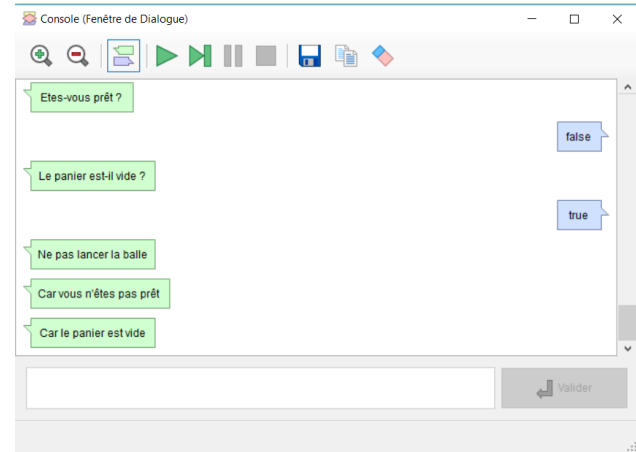 Console (Fenêtre de Dialogue)
Etes-vous prêt ?
false
Le panier est-il vide ?
true
Ne pas lancer la balle
Car vous n'êtes pas prêt
Car le panier est vide
Valider